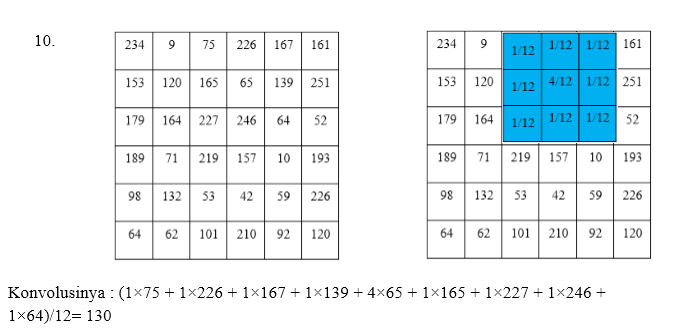 10.
234 9 75 226 167 161
153 120 165 65 139 251
179 164 227 246 64 52
189 71 219 157 10 193
98 132 53 42 59 226
64 62 101 210 92 120
234 9 1/12 1/12 1/12 161
153 120 1/12 4/12 1/12 251
179 164 1/12 1/12 1/12 52
189 71 219 157 10 193
98 132 53 42 59 226
64 62 101 210 92 120
Konvolusinya : (1×75 + 1×226 + 1×167 + 1×139 + 4×65 + 1×165 + 1×227 + 1×246 +
1×64)/12= 130